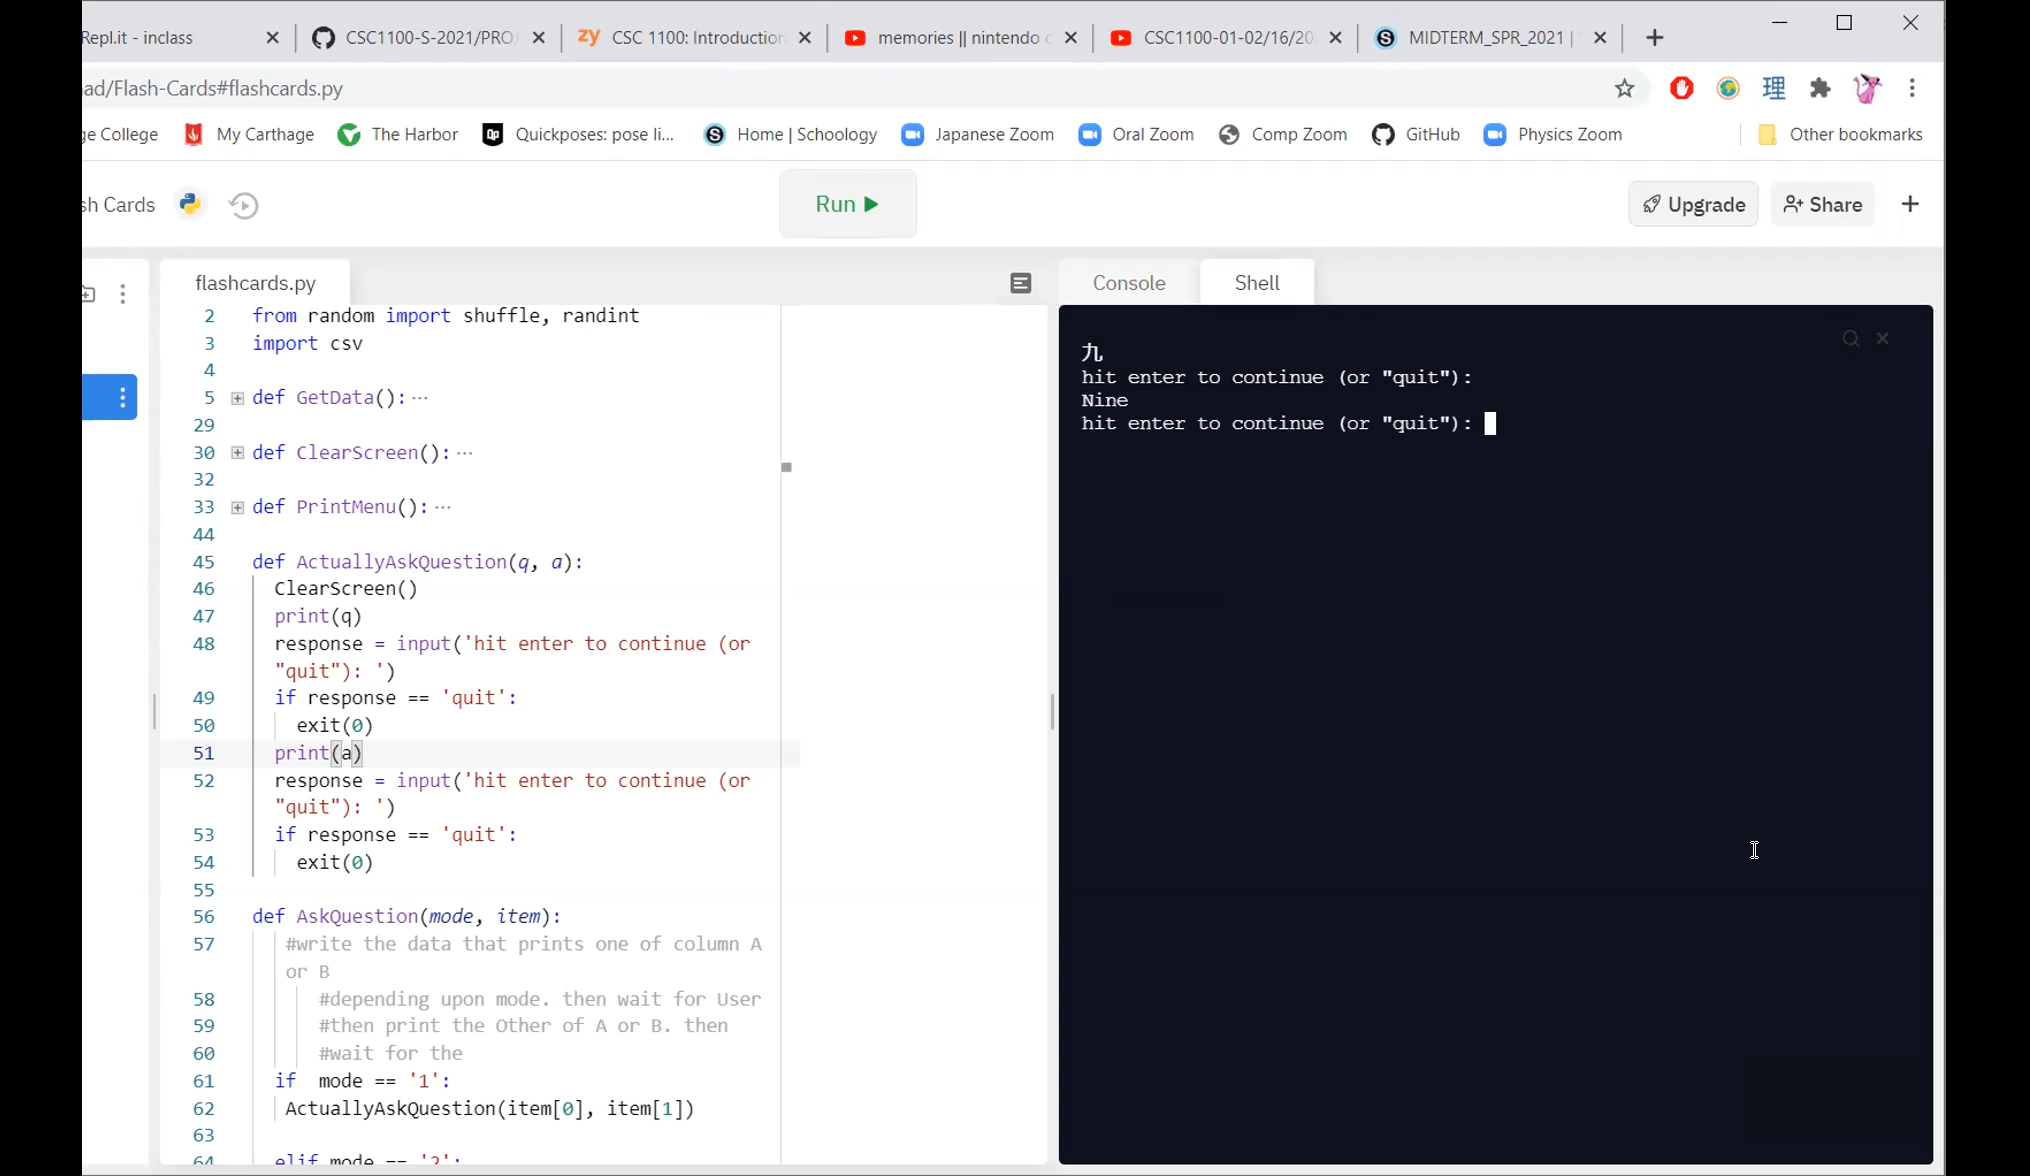 Repl.it - inclass
CSC1100-S-2021/PRO
zy CSC 1100: Introduction
memories || nintendo
CSC1100-01-02/16/20
S MIDTERM_SPR_2021 |
ad/Flash-Cards#flashcards.py
理
ge College
My Carthage
The Harbor
Qp Quickposes: pose li...
S Home | Schoology
Japanese Zoom
Oral Zoom
Comp Zoom
GitHub
Physics Zoom
Other bookmarks
sh Cards
Run
Upgrade
Share
flashcards.py
2 from random import shuffle, randint
3 import csv
4
5 def GetData():···
29
30 def ClearScreen():···
32
33 def PrintMenu():···
44
45 def ActuallyAskQuestion(q, a):
46 ClearScreen()
47 print(q)
48 response = input('hit enter to continue (or
"quit"): ')
49 if response == 'quit':
50 exit(0)
51 print(a)
52 response = input('hit enter to continue (or
"quit"): ')
53 if response == 'quit':
54 exit(0)
55
56 def AskQuestion(mode, item):
57 #write the data that prints one of column A
or B
58 #depending upon mode. then wait for User
59 #then print the Other of A or B. then
60 #wait for the
61 if mode == '1':
62 ActuallyAskQuestion(item[0], item[1])
63
64 elif mode == '2':
Console
Shell
九
hit enter to continue (or "quit"):
Nine
hit enter to continue (or "quit"):